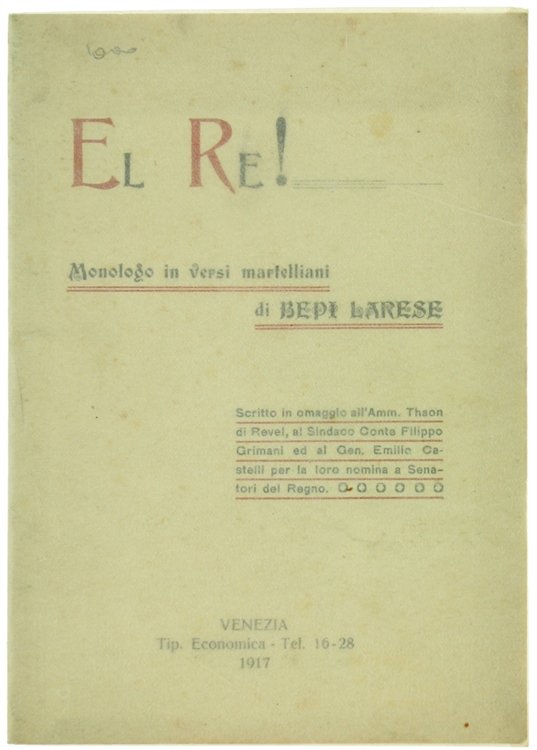 EL RE!
Monologo in versi martelliani
di BEPI LARESE
Scritto in omaggio all'Amm. Thaon
di Revel, al Sindaco Conte Filippo
Grimani ed al Gen. Emilio Ca-
stelli per la loro nomina a Sena-
tori del Regno.
VENEZIA
Tip. Economica - Tel. 16-28
1917